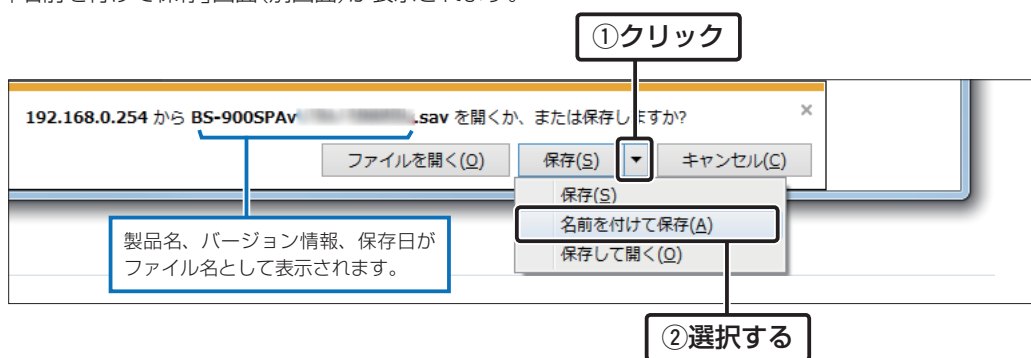 ①クリック
192.168.0.254 から BS-900SPAv .sav を開くか、または保存しますか?
×
ファイルを開く(O) 保存(S) ▼ キャンセル(C)
保存(S)
名前を付けて保存(A)
保存して開く(O)
製品名、バージョン情報、保存日が
ファイル名として表示されます。
②選択する